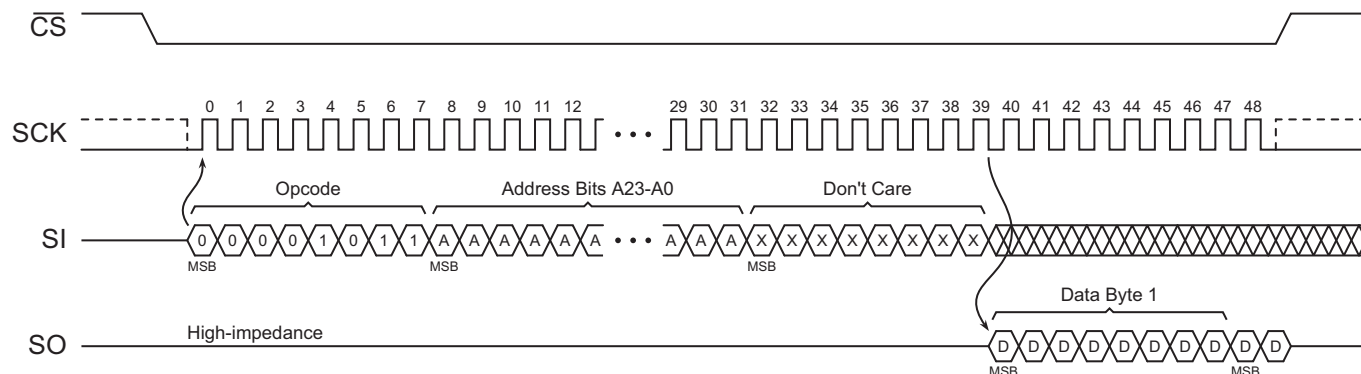 CS
0 1 2 3 4 5 6 7 8 9 10 11 12 29 30 31 32 33 34 35 36 37 38 39 40 41 42 43 44 45 46 47 48
SCK
Opcode Address Bits A23-A0 Don't Care
SI 0 0 0 0 1 0 1 1 A A A A A A A A A X X X X X X X X
MSB MSB MSB
Data Byte 1
High-impedance
SO D D D D D D D D D D
MSB MSB